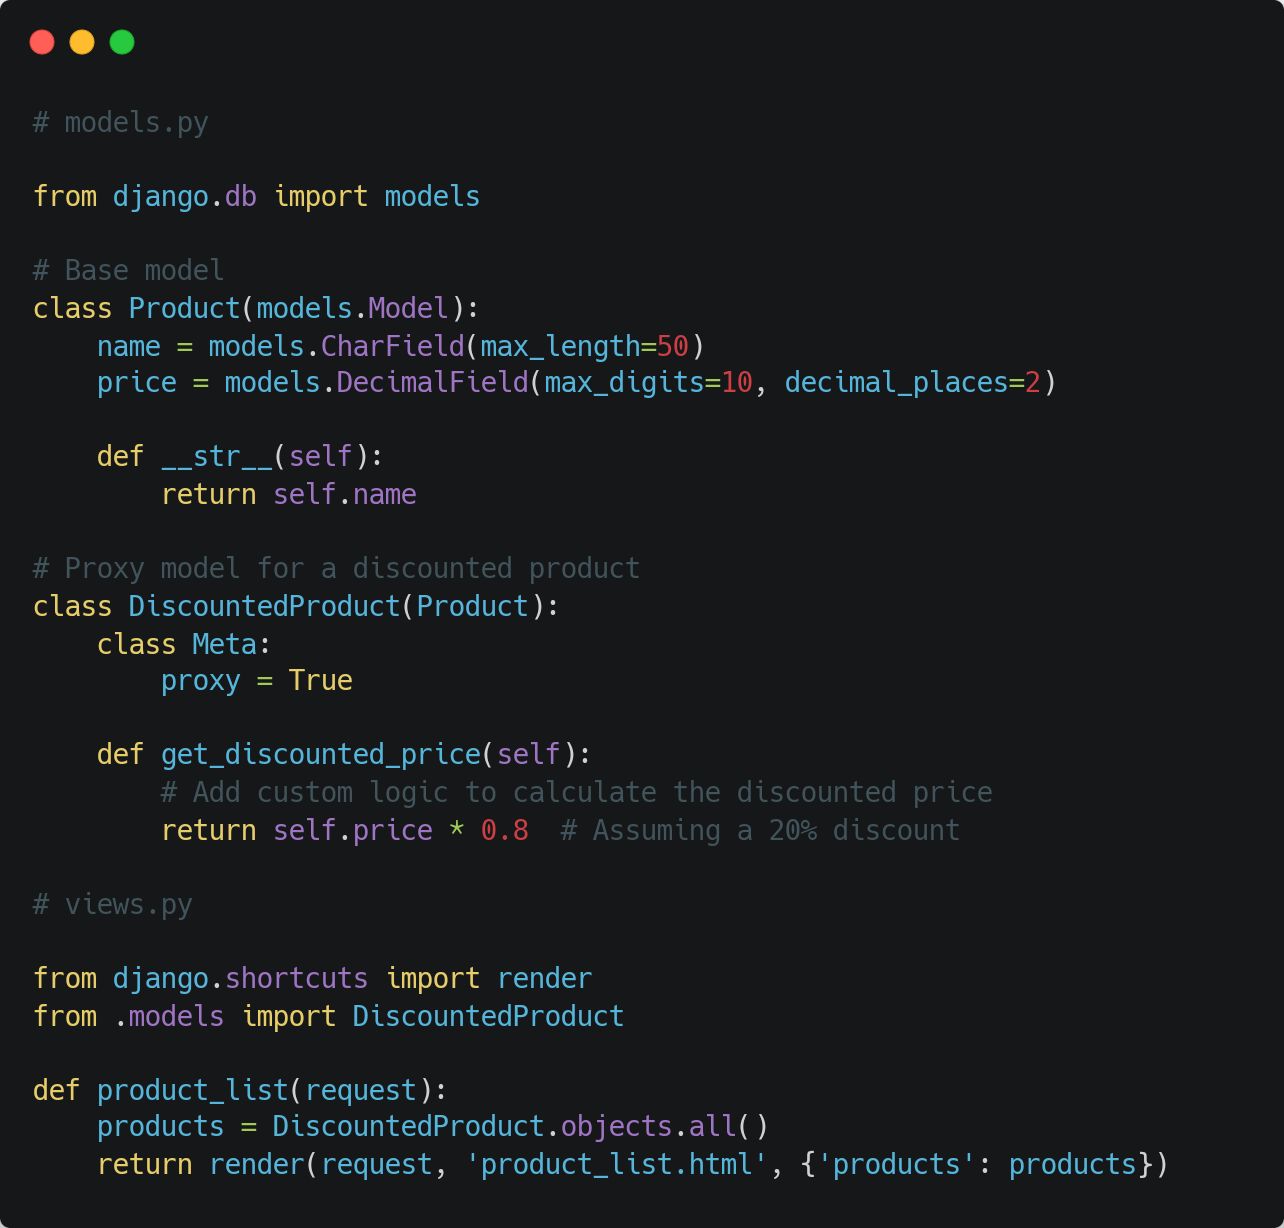 # models.py

from django.db import models

# Base model
class Product(models.Model):
    name = models.CharField(max_length=50)
    price = models.DecimalField(max_digits=10, decimal_places=2)

    def __str__(self):
        return self.name

# Proxy model for a discounted product
class DiscountedProduct(Product):
    class Meta:
        proxy = True

    def get_discounted_price(self):
        # Add custom logic to calculate the discounted price
        return self.price * 0.8  # Assuming a 20% discount

# views.py

from django.shortcuts import render
from .models import DiscountedProduct

def product_list(request):
    products = DiscountedProduct.objects.all()
    return render(request, 'product_list.html', {'products': products})